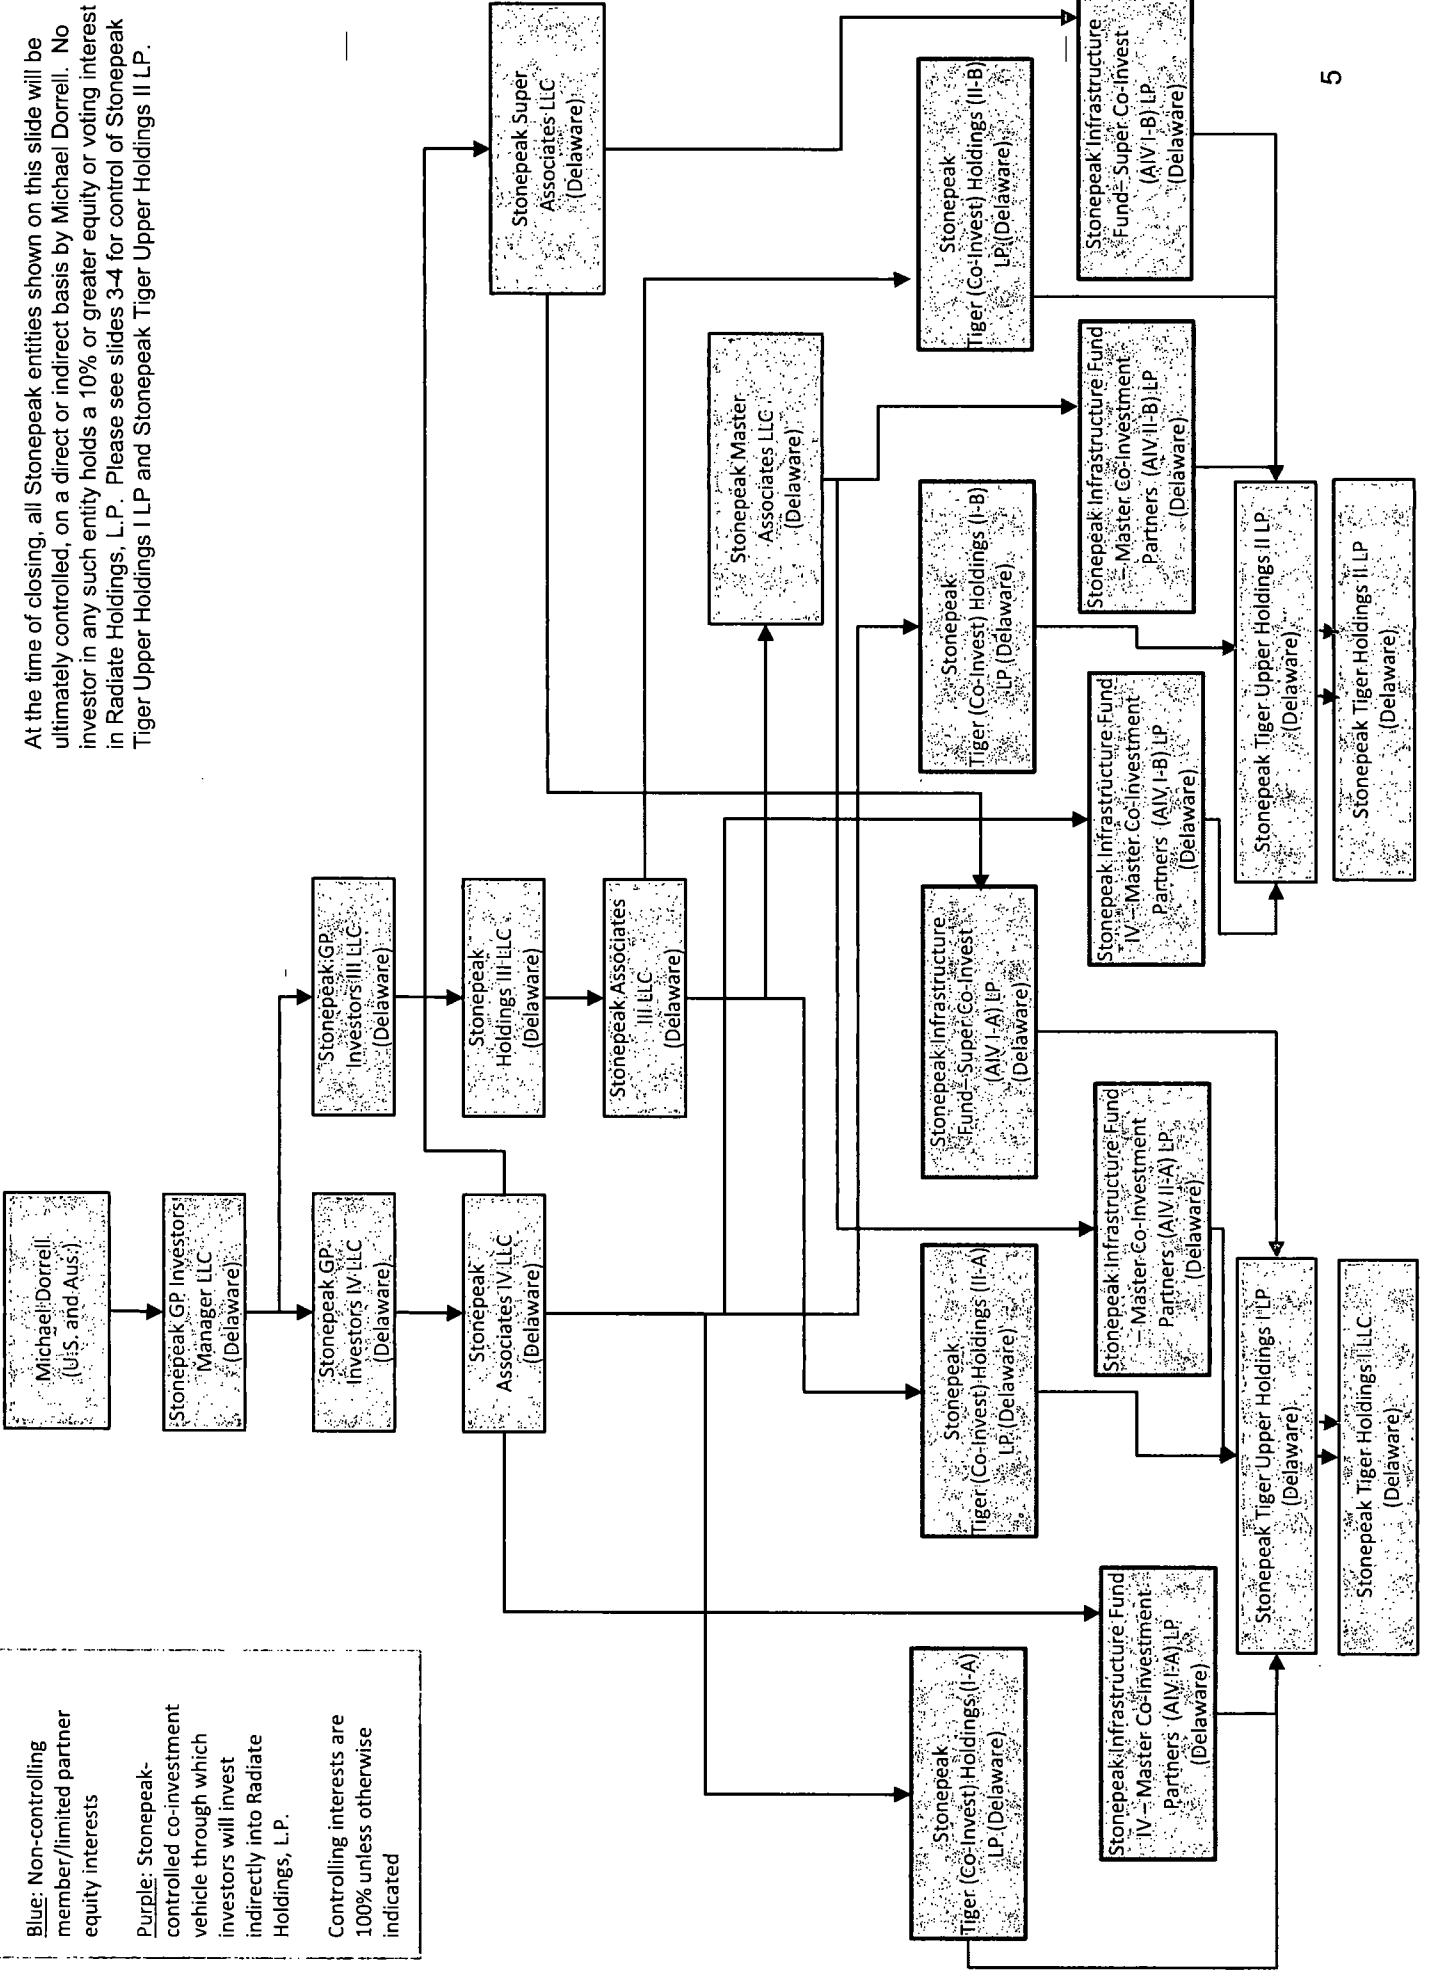 At the time of closing, all Stonepeak entities shown on this slide will be
ultimately controlled, on a direct or indirect basis by Michael Dorrell. No
investor in any such entity holds a 10% or greater equity or voting interest
in Radiate Holdings, L.P. Please see slides 3-4 for control of Stonepeak
Tiger Upper Holdings I LP and Stonepeak Tiger Upper Holdings II LP.
Blue: Non-controlling
member/limited partner
equity interests
Purple: Stonepeak-
controlled co-investment
vehicle through which
investors will invest
indirectly into Radiate
Holdings, L.P.
Controlling interests are
100% unless otherwise
indicated
Michael Dorrell
(U.S. and Aus.)
Stonepeak GP Investors
Manager LLC
(Delaware)
Stonepeak GP
Investors IV LLC
(Delaware)
Stonepeak GP
Investors III LLC
(Delaware)
Stonepeak
Associates IV LLC
(Delaware)
Stonepeak
Holdings III LLC
(Delaware)
Stonepeak Super
Associates LLC
(Delaware)
Stonepeak Associates
III LLC
(Delaware)
Stonepeak Master
Associates LLC
(Delaware)
Stonepeak
Tiger (Co-Invest) Holdings (I-A)
LP (Delaware)
Stonepeak
Tiger (Co-Invest) Holdings (II-A)
LP (Delaware)
Stonepeak Infrastructure
Fund– Super Co-Invest
(AIV I-A) LP
(Delaware)
Stonepeak
Tiger (Co-Invest) Holdings (I-B)
LP (Delaware)
Stonepeak
Tiger (Co-Invest) Holdings (II-B)
LP (Delaware)
Stonepeak Infrastructure Fund
IV – Master Co-Investment
Partners (AIV I-A) LP
(Delaware)
Stonepeak Infrastructure Fund
– Master Co-Investment
Partners (AIV II-A) LP
(Delaware)
Stonepeak Infrastructure Fund
IV – Master Co-Investment
Partners (AIV I-B) LP
(Delaware)
Stonepeak Infrastructure Fund
– Master Co-Investment
Partners (AIV II-B) LP
(Delaware)
Stonepeak Infrastructure
Fund– Super Co-Invest
(AIV I-B) LP
(Delaware)
Stonepeak Tiger Upper Holdings I LP
(Delaware)
Stonepeak Tiger Upper Holdings II LP
(Delaware)
Stonepeak Tiger Holdings I LLC
(Delaware)
Stonepeak Tiger Holdings II LP
(Delaware)
5